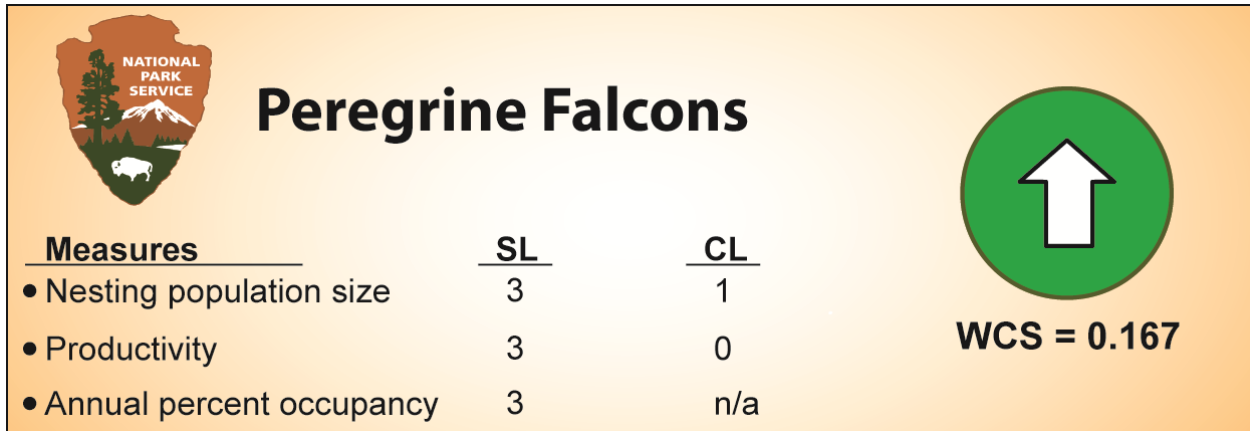 NATIONAL
PARK
SERVICE
Peregrine Falcons
Measures SL CL
• Nesting population size 3 1
• Productivity 3 0
• Annual percent occupancy 3 n/a
WCS = 0.167